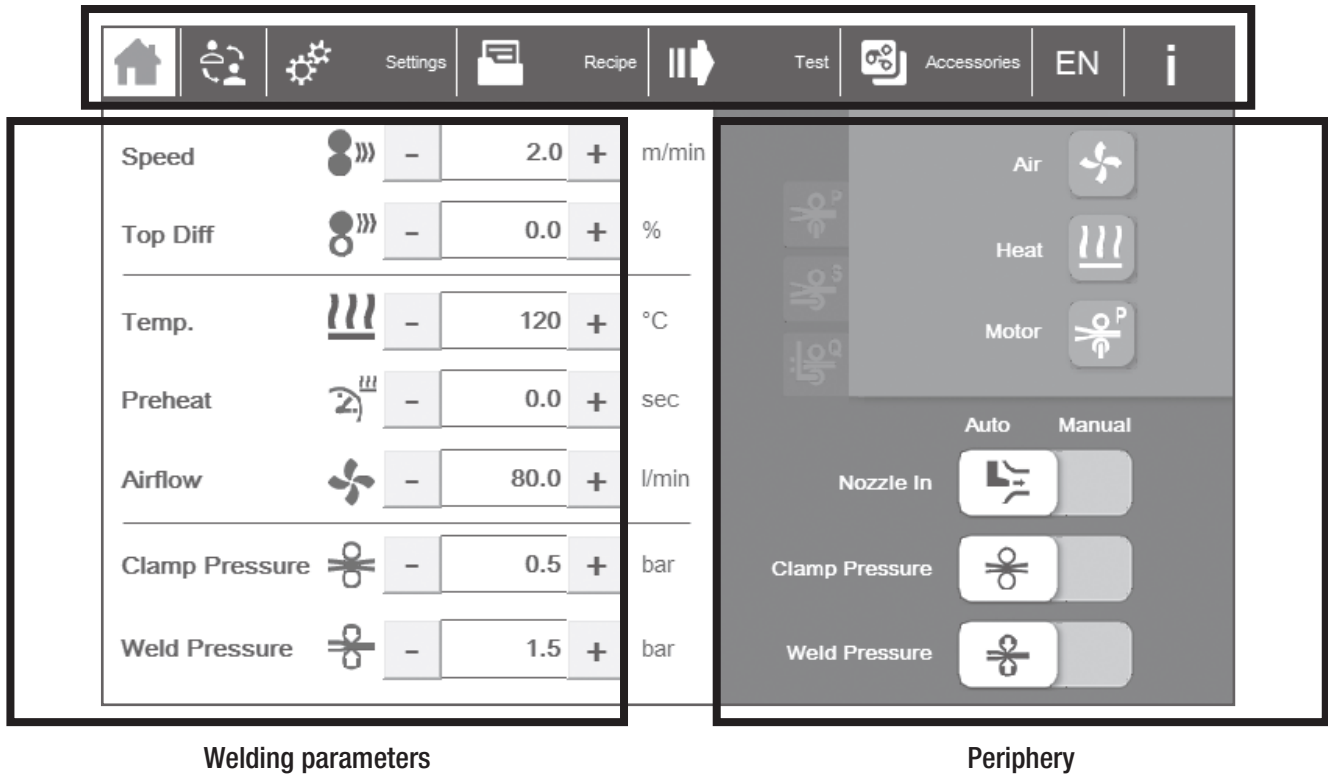 Settings Recipe Test Accessories EN i
Speed - 2.0 + m/min
Top Diff - 0.0 + %
Temp. - 120 + °C
Preheat 2. - 0.0 + sec
Airflow - 80.0 + l/min
Clamp Pressure - 0.5 + bar
Weld Pressure - 1.5 + bar
P
S
Q
Air
Heat
Motor P
Auto Manual
Nozzle In
Clamp Pressure
Weld Pressure
Welding parameters
Periphery